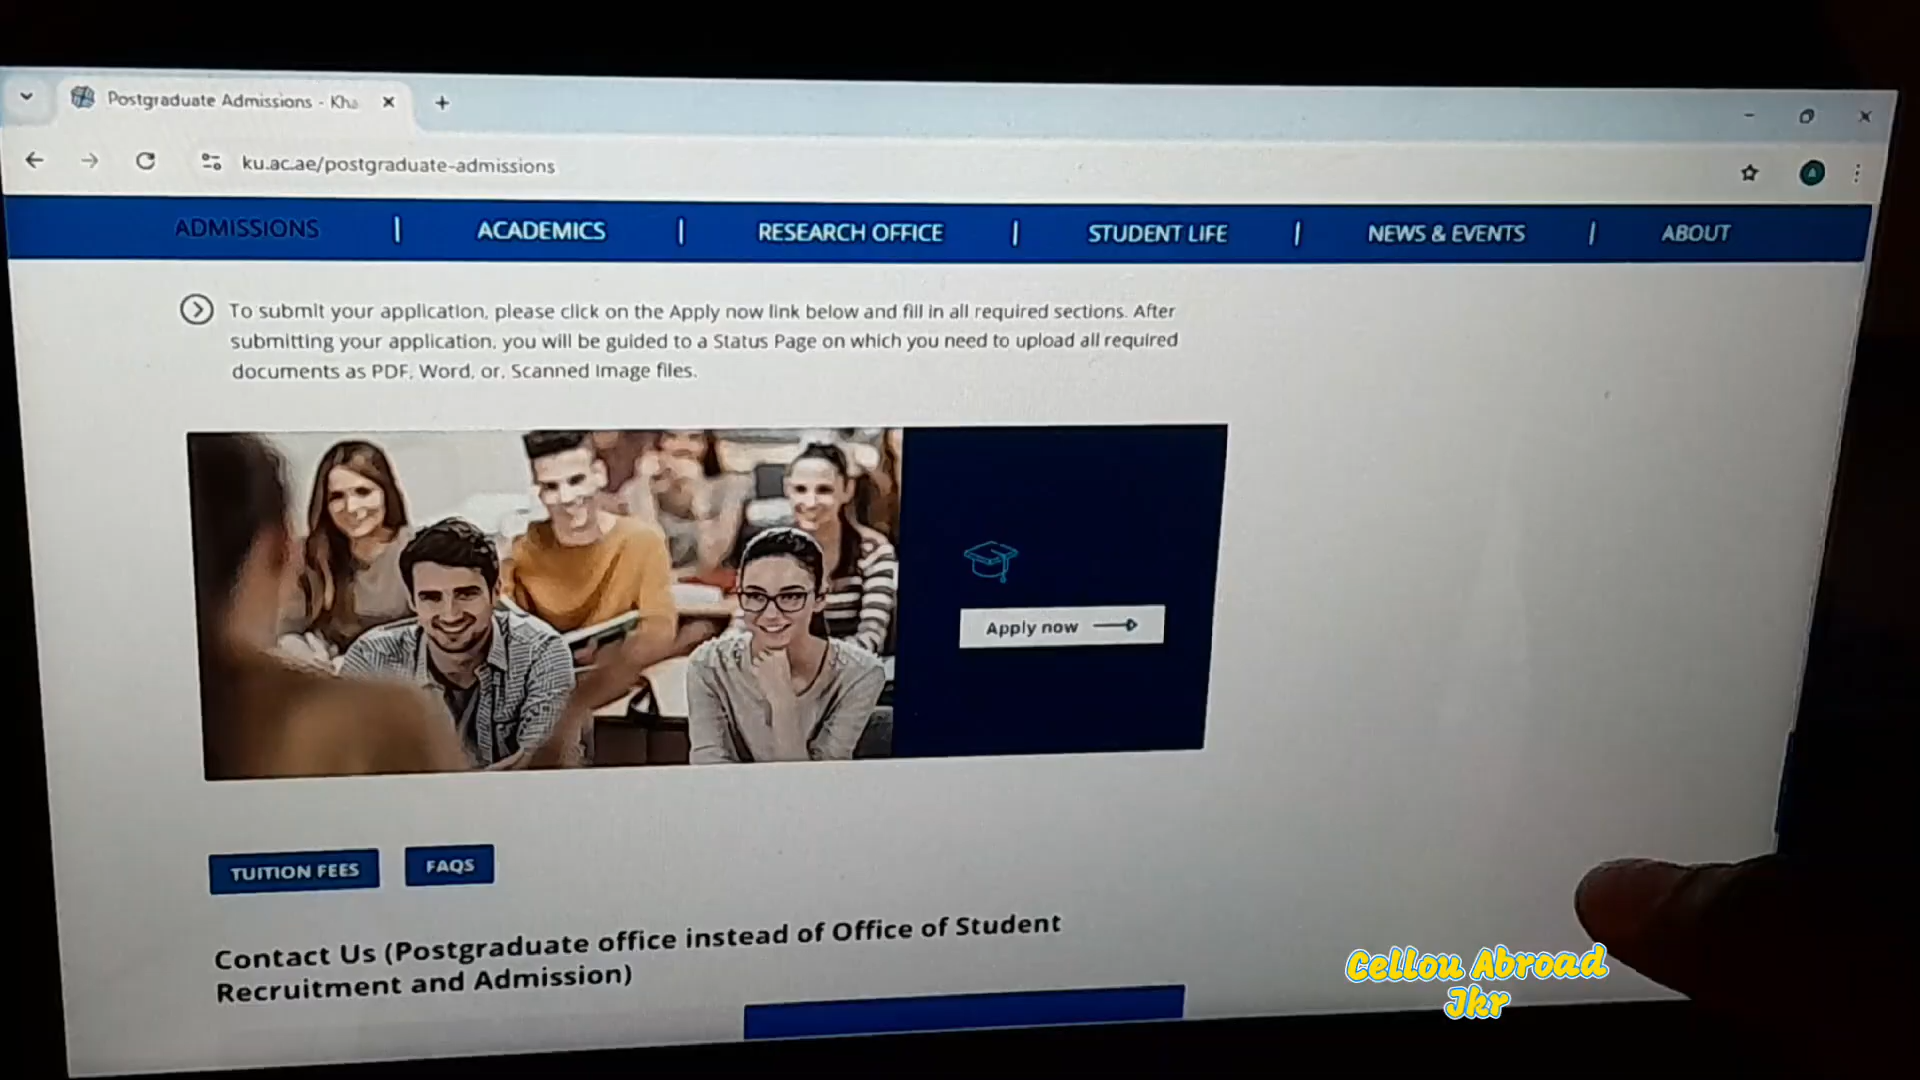 Postgraduate Admissions - Kha
ku.ac.ae/postgraduate-admissions
A
ADMISSIONS | ACADEMICS | RESEARCH OFFICE | STUDENT LIFE | NEWS & EVENTS | ABOUT
To submit your application, please click on the Apply now link below and fill in all required sections. After
submitting your application, you will be guided to a Status Page on which you need to upload all required
documents as PDF, Word, or, Scanned Image files.
Apply now
TUITION FEES FAQS
Contact Us (Postgraduate office instead of Office of Student
Recruitment and Admission)
Cellou Abroad
Jkr